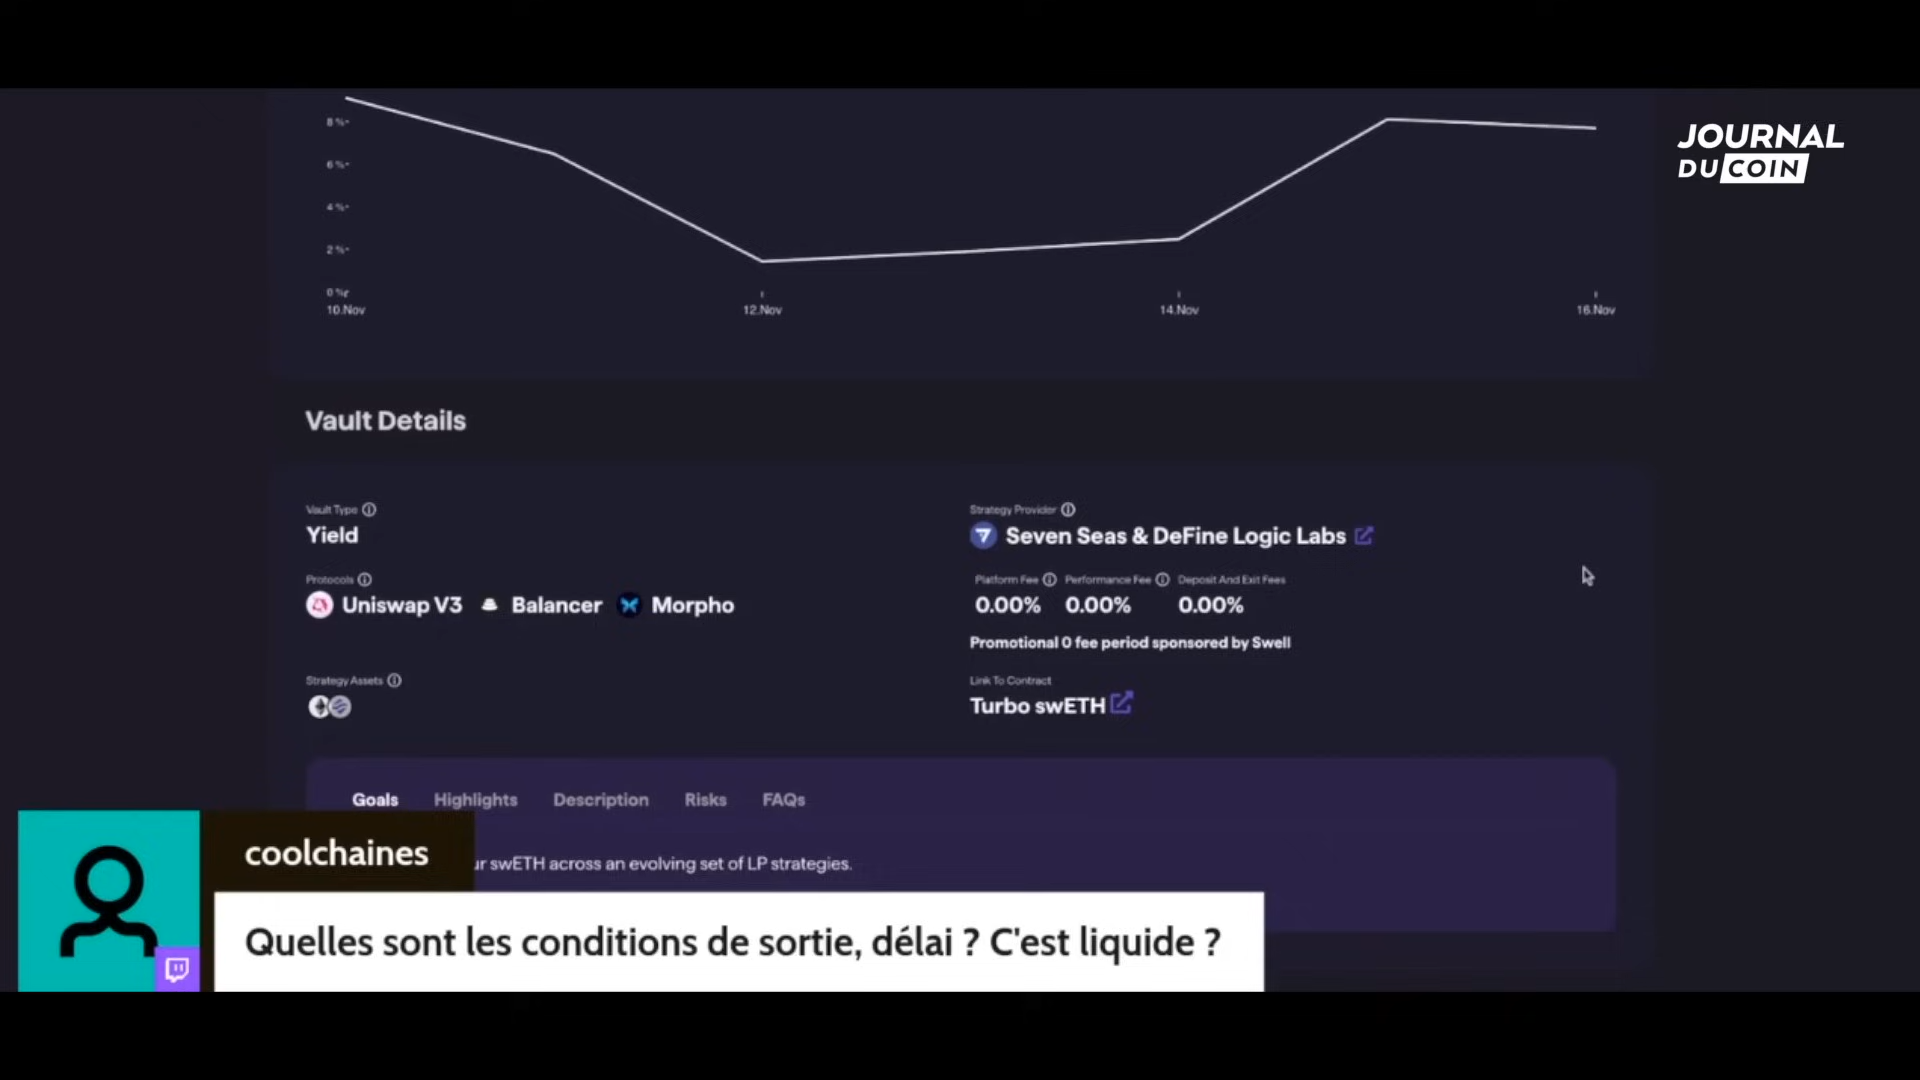 JOURNAL
DU COIN
8 %
6 %
4 %
2 %
0 %
10.Nov
12.Nov
14.Nov
16.Nov
Vault Details
Vault Type
Yield
Strategy Provider
Seven Seas & DeFine Logic Labs
Protocols
Uniswap V3 Balancer Morpho
Platform Fee Performance Fee Deposit And Exit Fees
0.00% 0.00% 0.00%
Promotional 0 fee period sponsored by Swell
Strategy Assets
Link To Contract
Turbo swETH
Goals Highlights Description Risks FAQs
swETH across an evolving set of LP strategies.
coolchaines
Quelles sont les conditions de sortie, délai ? C'est liquide ?